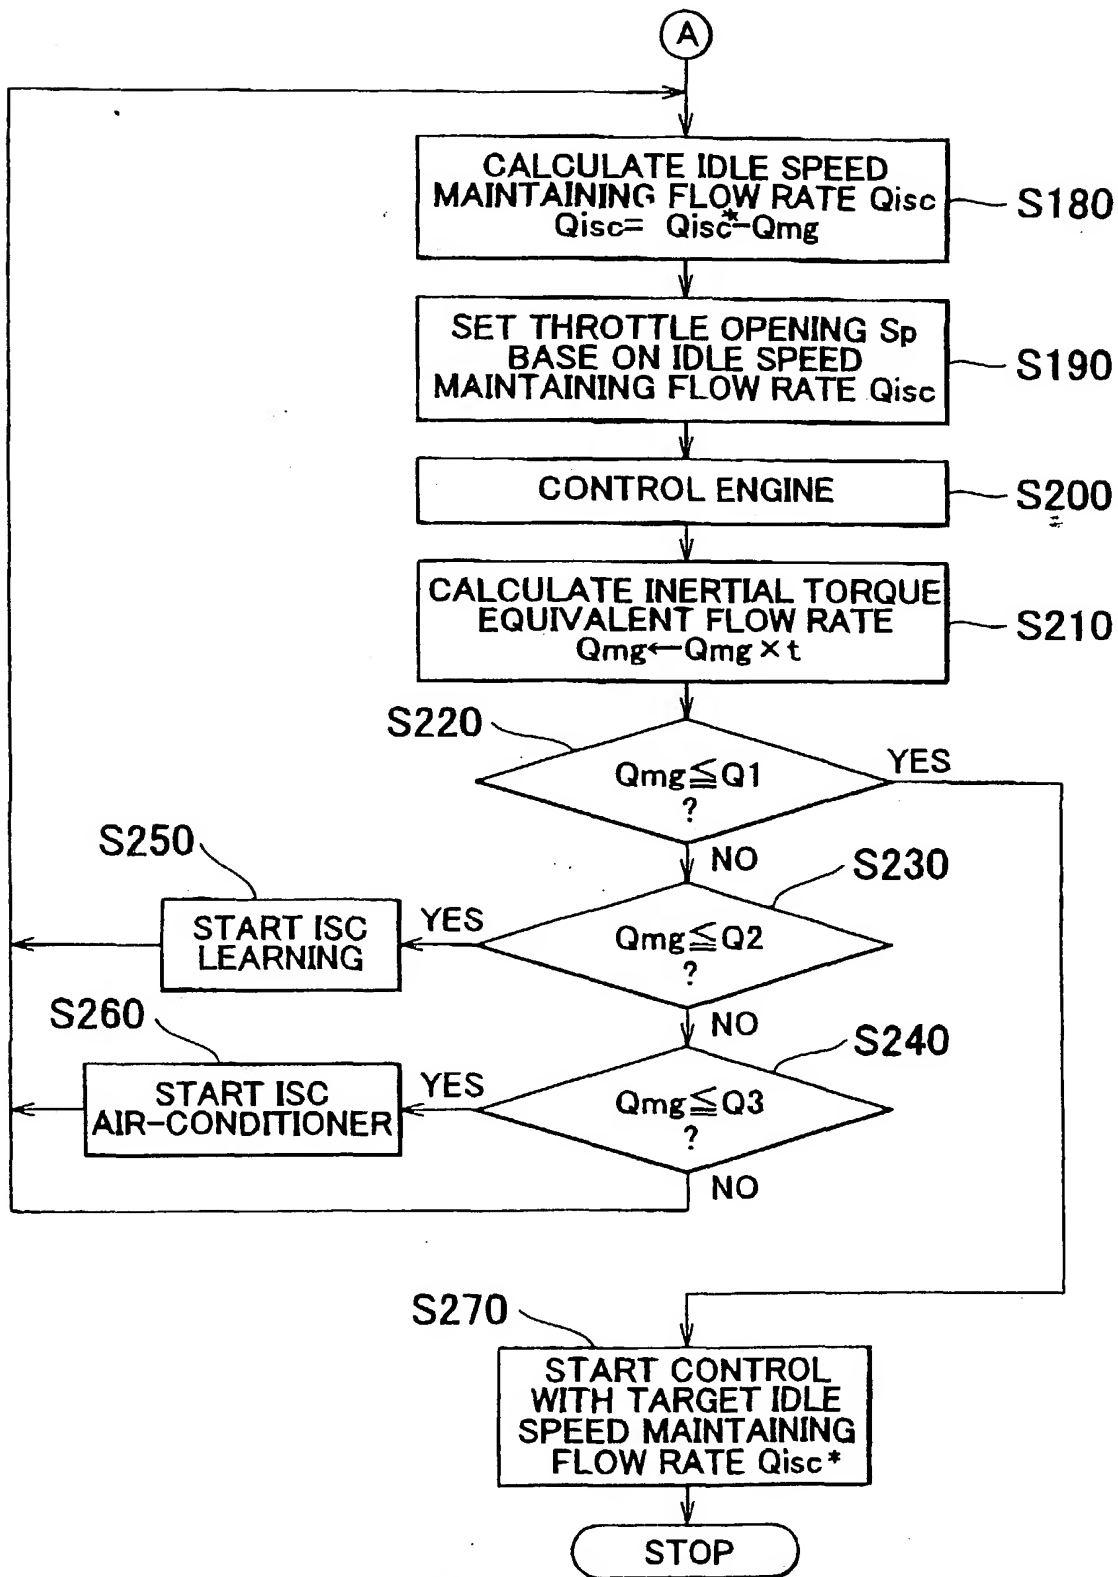 A
CALCULATE IDLE SPEED
MAINTAINING FLOW RATE Qisc
Qisc= Qisc*-Qmg
S180
SET THROTTLE OPENING Sp
BASE ON IDLE SPEED
MAINTAINING FLOW RATE Qisc
S190
CONTROL ENGINE
S200
CALCULATE INERTIAL TORQUE
EQUIVALENT FLOW RATE
Qmg←Qmg×t
S210
S220
Qmg≦Q1
?
YES
NO
S250
START ISC
LEARNING
YES
S230
Qmg≦Q2
?
NO
S260
START ISC
AIR-CONDITIONER
YES
S240
Qmg≦Q3
?
NO
S270
START CONTROL
WITH TARGET IDLE
SPEED MAINTAINING
FLOW RATE Qisc*
STOP